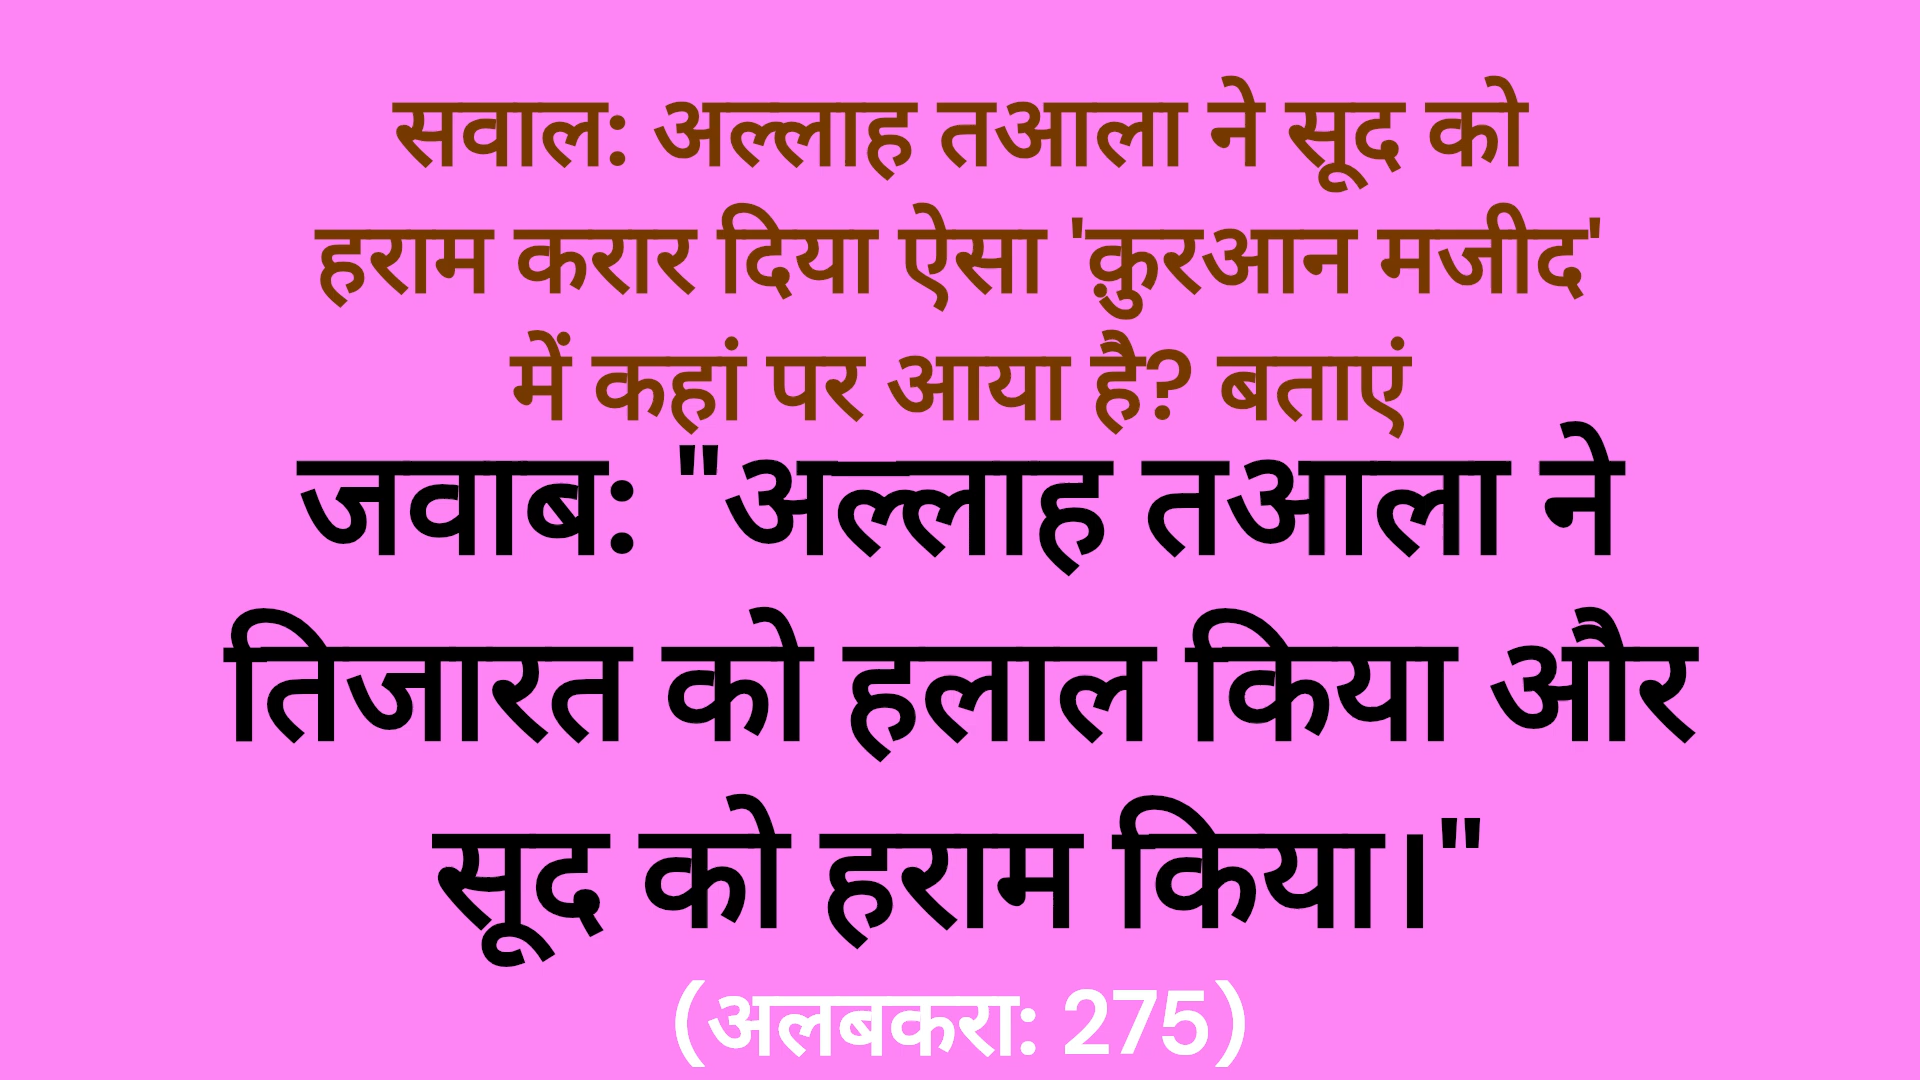 सवाल: अल्लाह तआला ने सूद को
हराम करार दिया ऐसा 'क़ुरआन मजीद'
में कहां पर आया है? बताएं
जवाब: "अल्लाह तआला ने
तिजारत को हलाल किया और
सूद को हराम किया।"
(अलबकरा: 275)